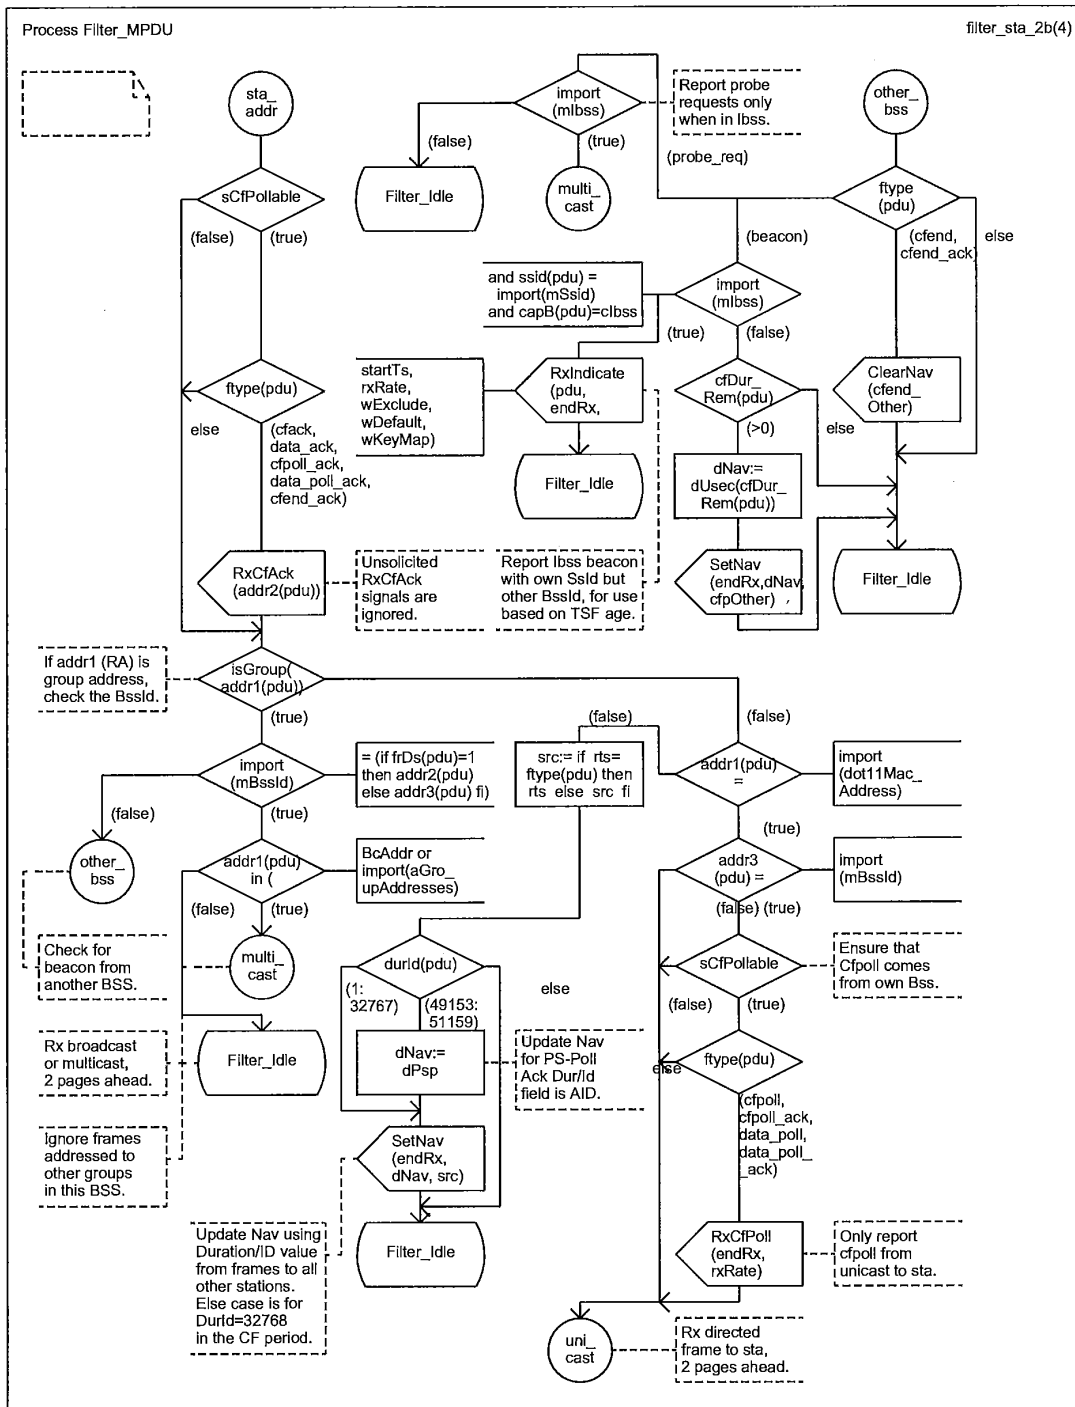 Process Filter_MPDU
filter_sta_2b(4)
sta_
addr
import
(mIbss)
Report probe
requests only
when in Ibss.
other_
bss
(false)
(true)
(probe_req)
sCfPollable
Filter_Idle
multi_
cast
ftype
(pdu)
(false)
(true)
(beacon)
(cfend,
cfend_ack)
else
and ssid(pdu) =
import(mSsid)
and capB(pdu)=cIbss
import
(mIbss)
(true)
(false)
ftype(pdu)
startTs,
rxRate,
wExclude,
wDefault,
wKeyMap)
RxIndicate
(pdu,
endRx,
cfDur_
Rem(pdu)
ClearNav
(cfend_
Other)
else
(cfack,
data_ack,
cfpoll_ack,
data_poll_ack,
cfend_ack)
(>0)
else
Filter_Idle
dNav:=
dUsec(cfDur_
Rem(pdu))
RxCfAck
(addr2(pdu))
Unsolicited
RxCfAck
signals are
ignored.
Report Ibss beacon
with own SsId but
other BssId, for use
based on TSF age.
SetNav
(endRx,dNav,
cfpOther)
Filter_Idle
If addr1 (RA) is
group address,
check the BssId.
isGroup(
addr1(pdu))
(true)
(false)
(false)
import
(mBssId)
= (if frDs(pdu)=1
then addr2(pdu)
else addr3(pdu) fi)
src:= if rts=
ftype(pdu) then
rts else src fi
addr1(pdu)
=
import
(dot11Mac_
Address)
(false)
(true)
(true)
other_
bss
addr1(pdu)
in (
BcAddr or
import(aGro_
upAddresses)
addr3
(pdu) =
import
(mBssId)
(false)
(true)
(false)
(true)
Check for
beacon from
another BSS.
multi_
cast
durId(pdu)
sCfPollable
Ensure that
Cfpoll comes
from own Bss.
(1:
32767)
(49153:
51159)
else
(false)
(true)
Rx broadcast
or multicast,
2 pages ahead.
Filter_Idle
dNav:=
dPsp
Update Nav
for PS-Poll
Ack Dur/Id
field is AID.
ftype(pdu)
else
Ignore frames
addressed to
other groups
in this BSS.
SetNav
(endRx,
dNav, src)
(cfpoll,
cfpoll_ack,
data_poll,
data_poll_
_ack)
Update Nav using
Duration/ID value
from frames to all
other stations.
Else case is for
DurId=32768
in the CF period.
Filter_Idle
RxCfPoll
(endRx,
rxRate)
Only report
cfpoll from
unicast to sta.
uni_
cast
Rx directed
frame to sta,
2 pages ahead.